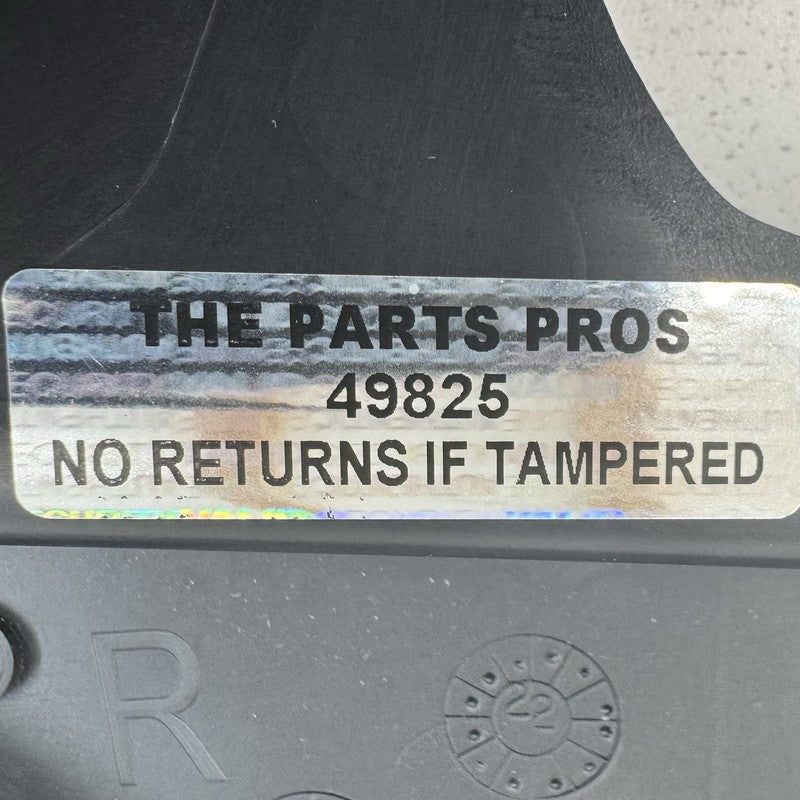 THE PARTS PROS
49825
NO RETURNS IF TAMPERED
R
22